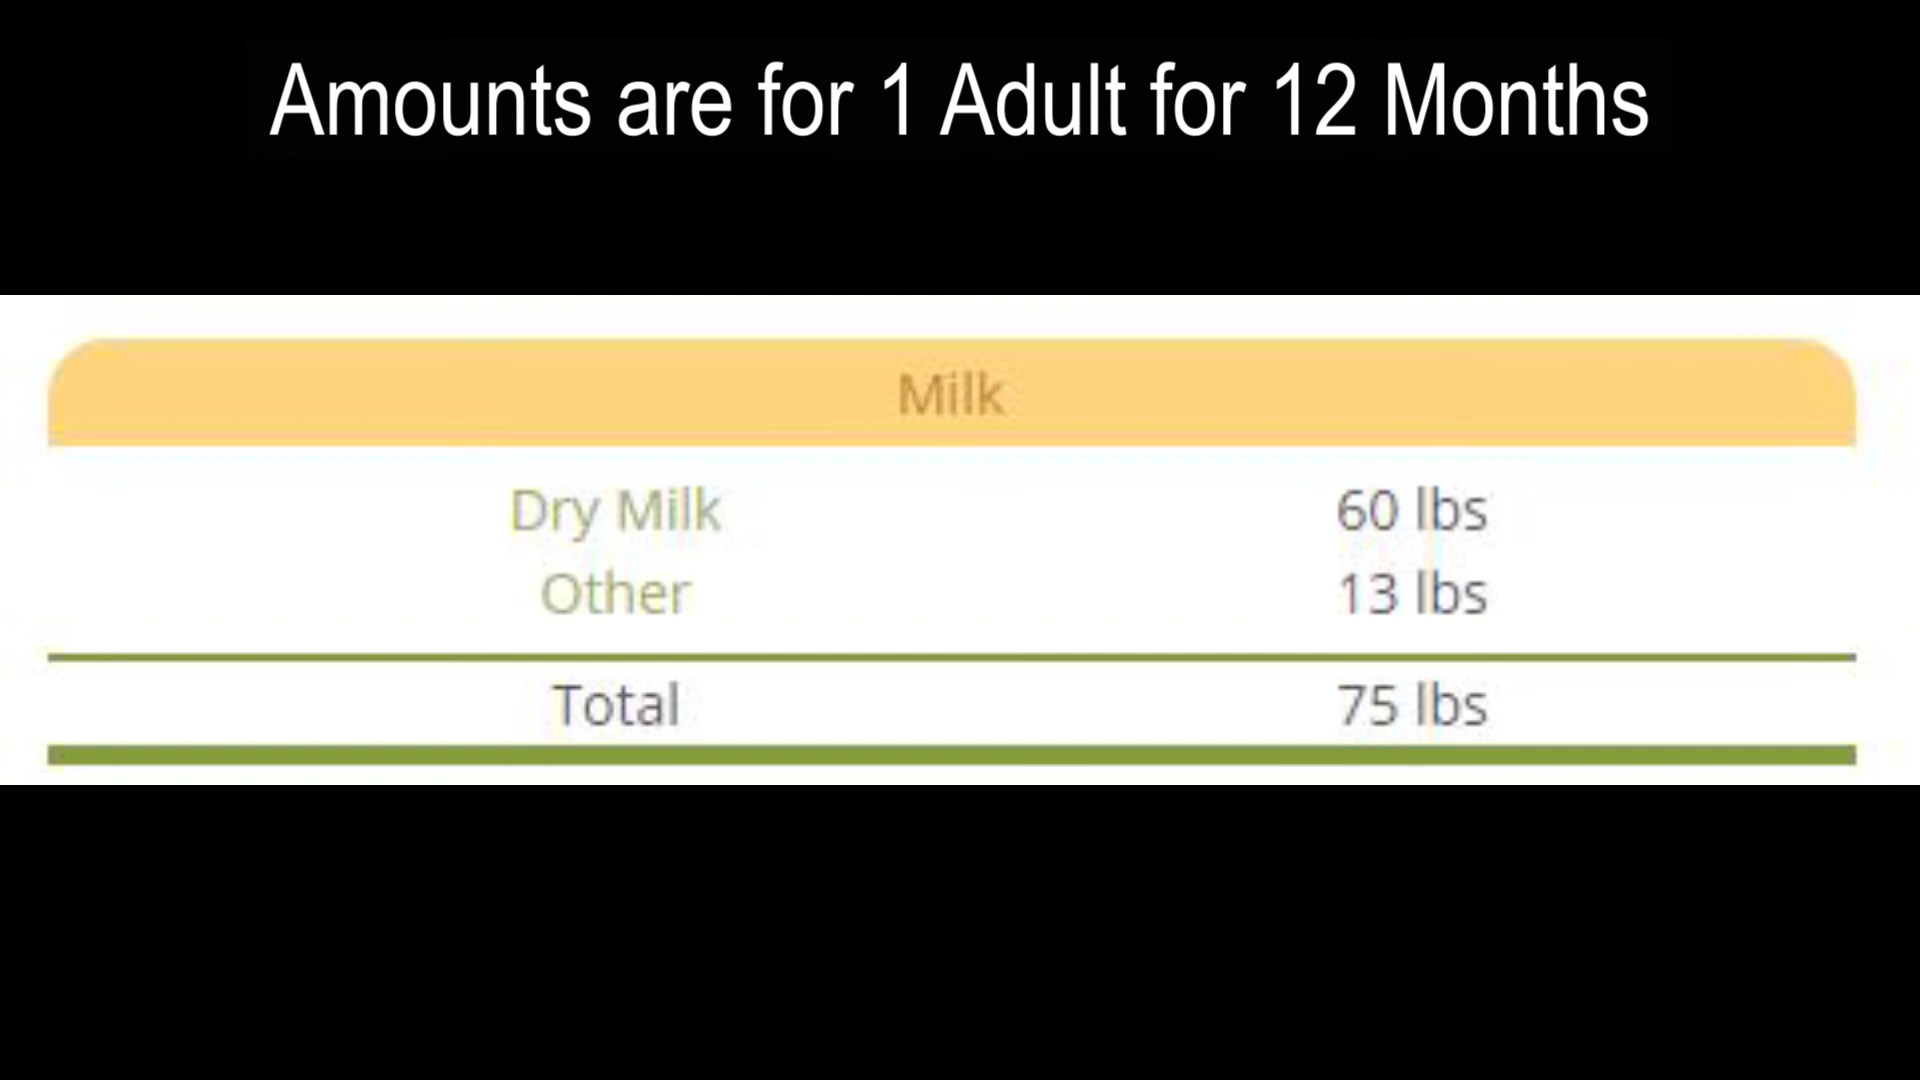 Amounts are for 1 Adult for 12 Months
Milk
Dry Milk 60 lbs
Other 13 lbs
Total 75 lbs